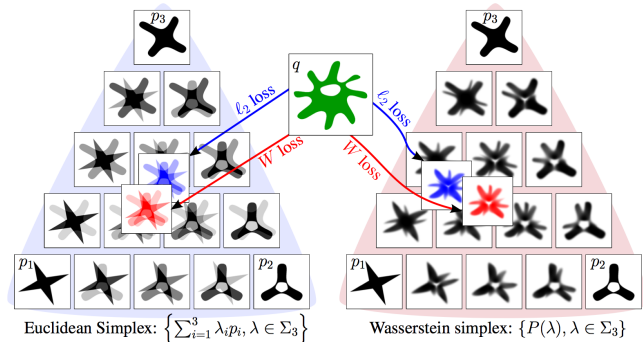 p₃
p₃
q
ℓ₂ loss
ℓ₂ loss
W loss
W loss
p₁
p₂
p₁
p₂
Euclidean Simplex: {∑³ᵢ₌₁ λᵢpᵢ, λ ∈ Σ₃}
Wasserstein simplex: {P(λ), λ ∈ Σ₃}